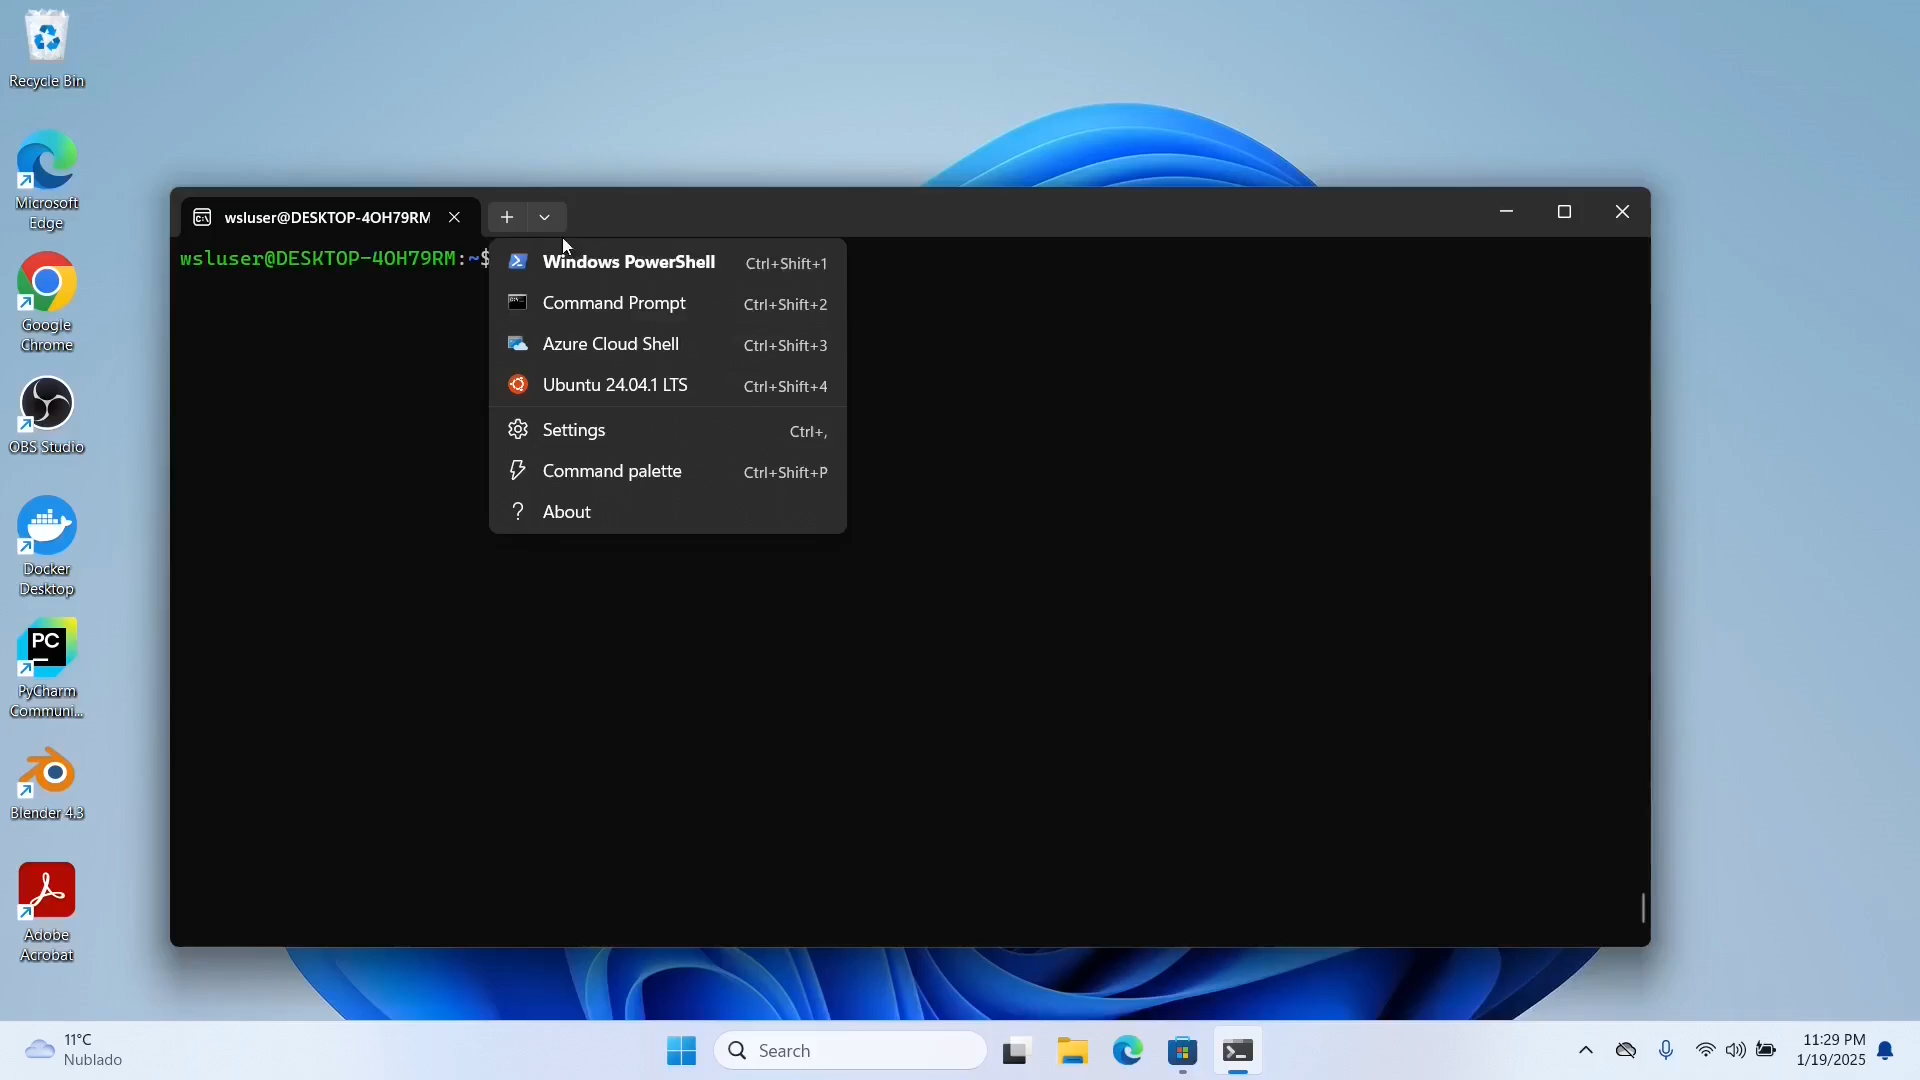 Recycle Bin
Microsoft
Edge
Google
Chrome
OBS Studio
Docker
Desktop
PC
PyCharm
Communi...
Blender 4.3
Adobe
Acrobat
wsluser@DESKTOP-4OH79RM
wsluser@DESKTOP-4OH79RM:~$
Windows PowerShell Ctrl+Shift+1
Command Prompt Ctrl+Shift+2
Azure Cloud Shell Ctrl+Shift+3
Ubuntu 24.04.1 LTS Ctrl+Shift+4
Settings Ctrl+,
Command palette Ctrl+Shift+P
? About
11°C
Nublado
Search
11:29 PM
1/19/2025